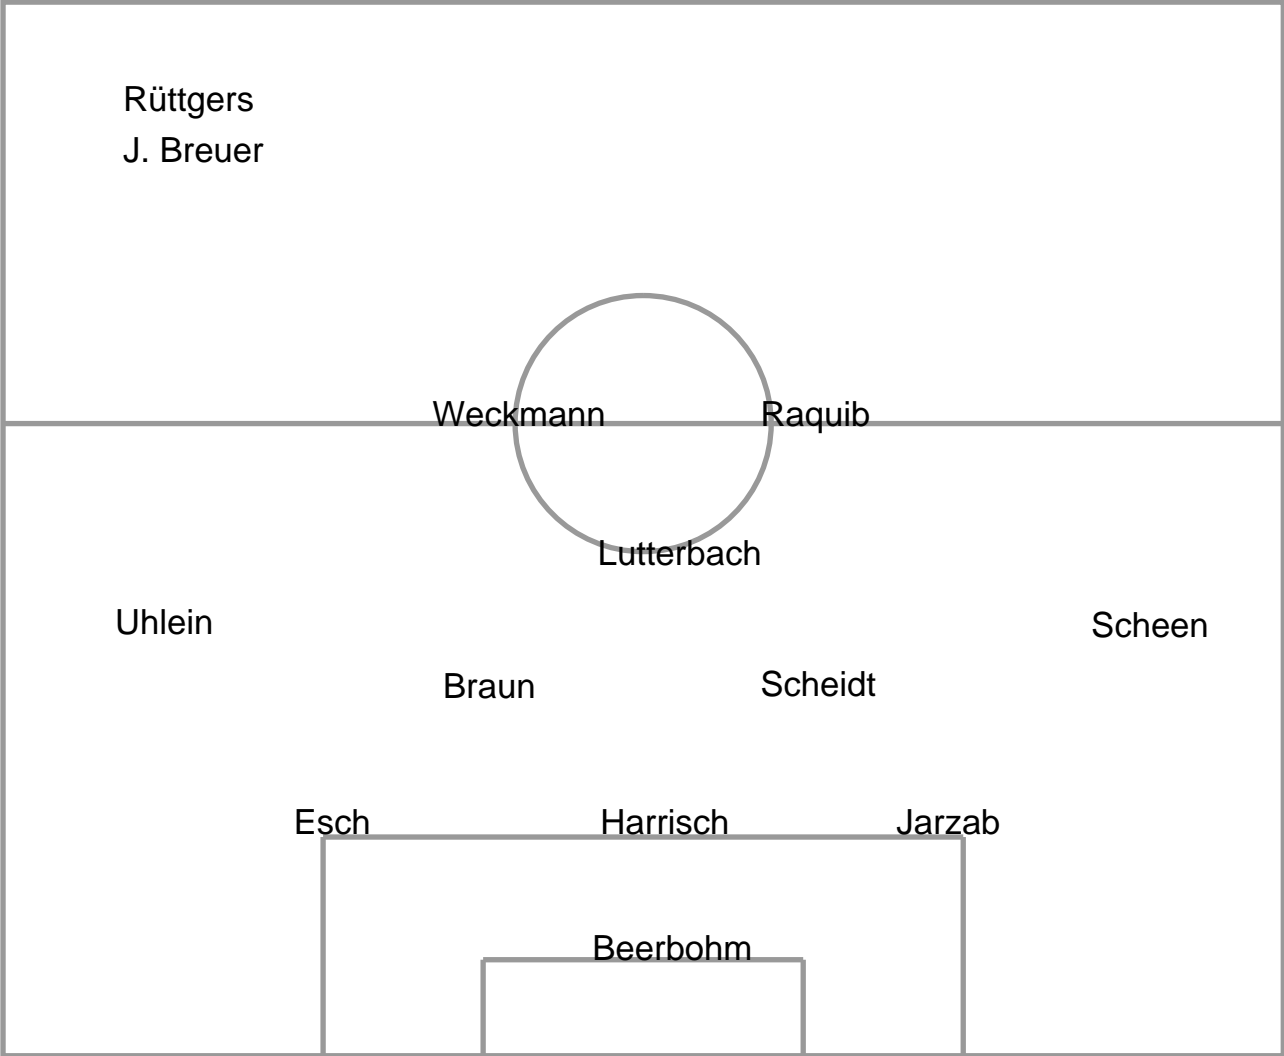 Rüttgers
J. Breuer
Weckmann Raquib
Lutterbach
Uhlein Scheen
Braun Scheidt
Esch Harrisch Jarzab
Beerbohm